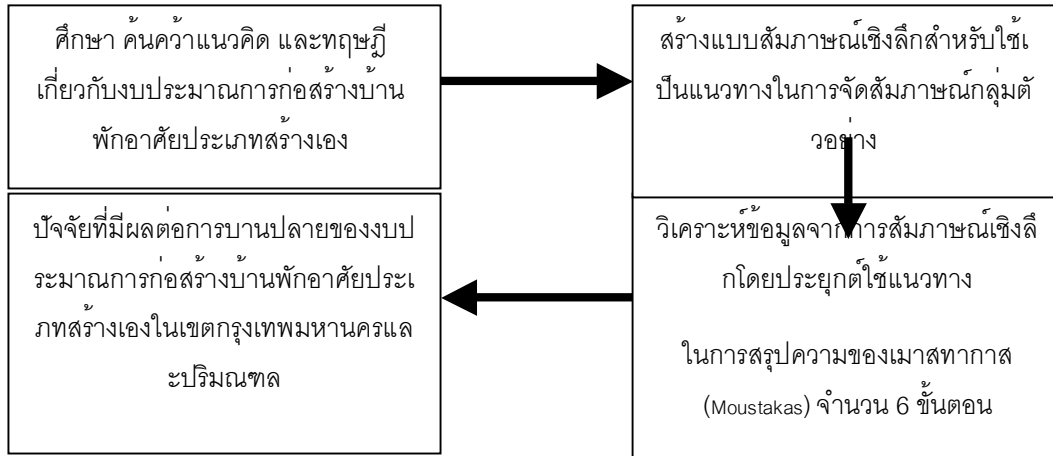 ศึกษา ค้นคว้าแนวคิด และทฤษฎี
เกี่ยวกับงบประมาณการก่อสร้างบ้าน
พักอาศัยประเภทสร้างเอง
สร้างแบบสัมภาษณ์เชิงลึกสำหรับใช้เ
ป็นแนวทางในการจัดสัมภาษณ์กลุ่มตั
วอย่าง
วิเคราะห์ข้อมูลจากการสัมภาษณ์เชิงลึ
กโดยประยุกต์ใช้แนวทาง
ในการสรุปความของเมาสทากาส
(Moustakas) จำนวน 6 ขั้นตอน
ปัจจัยที่มีผลต่อการบานปลายของงบป
ระมาณการก่อสร้างบ้านพักอาศัยประเ
ภทสร้างเองในเขตกรุงเทพมหานครแล
ะปริมณฑล